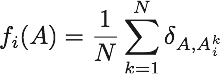 f_i(A) = \frac{1}{N} \sum_{k=1}^{N} \delta_{A, A_i^k}